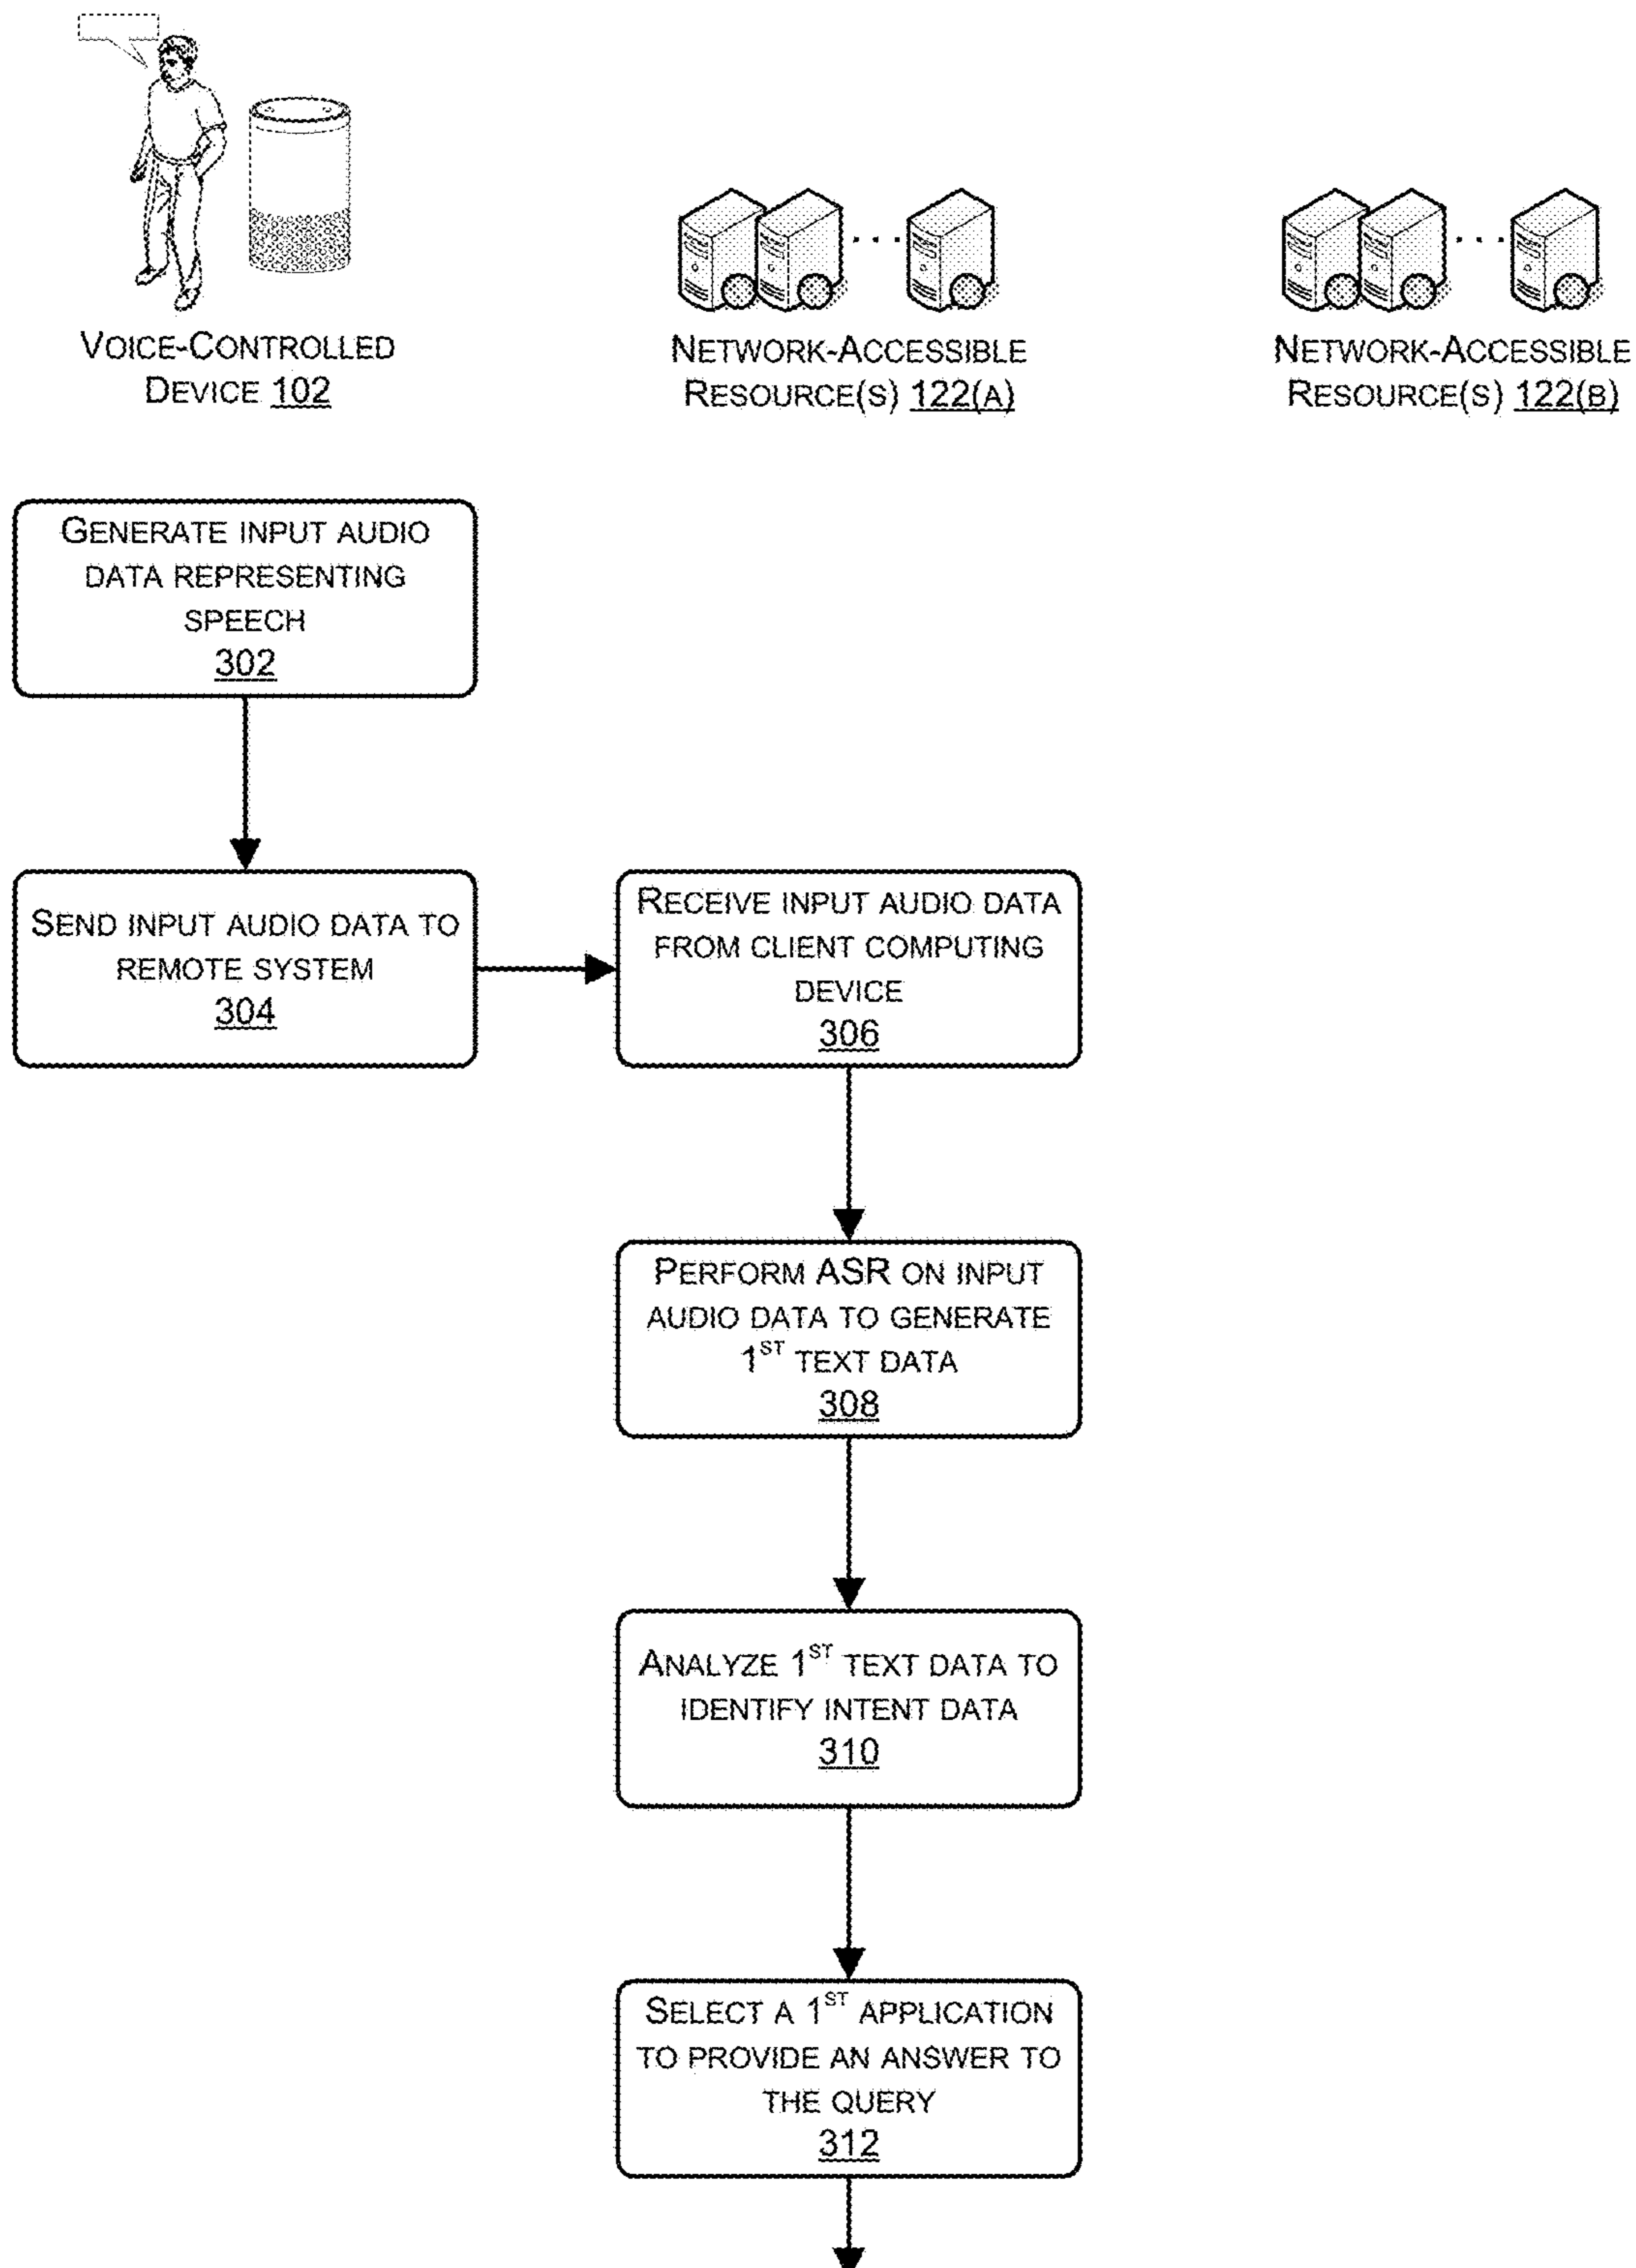 VOICE-CONTROLLED
DEVICE 102
NETWORK-ACCESSIBLE
RESOURCE(S) 122(A)
NETWORK-ACCESSIBLE
RESOURCE(S) 122(B)
GENERATE INPUT AUDIO
DATA REPRESENTING
SPEECH
302
SEND INPUT AUDIO DATA TO
REMOTE SYSTEM
304
RECEIVE INPUT AUDIO DATA
FROM CLIENT COMPUTING
DEVICE
306
PERFORM ASR ON INPUT
AUDIO DATA TO GENERATE
1ST TEXT DATA
308
ANALYZE 1ST TEXT DATA TO
IDENTIFY INTENT DATA
310
SELECT A 1ST APPLICATION
TO PROVIDE AN ANSWER TO
THE QUERY
312